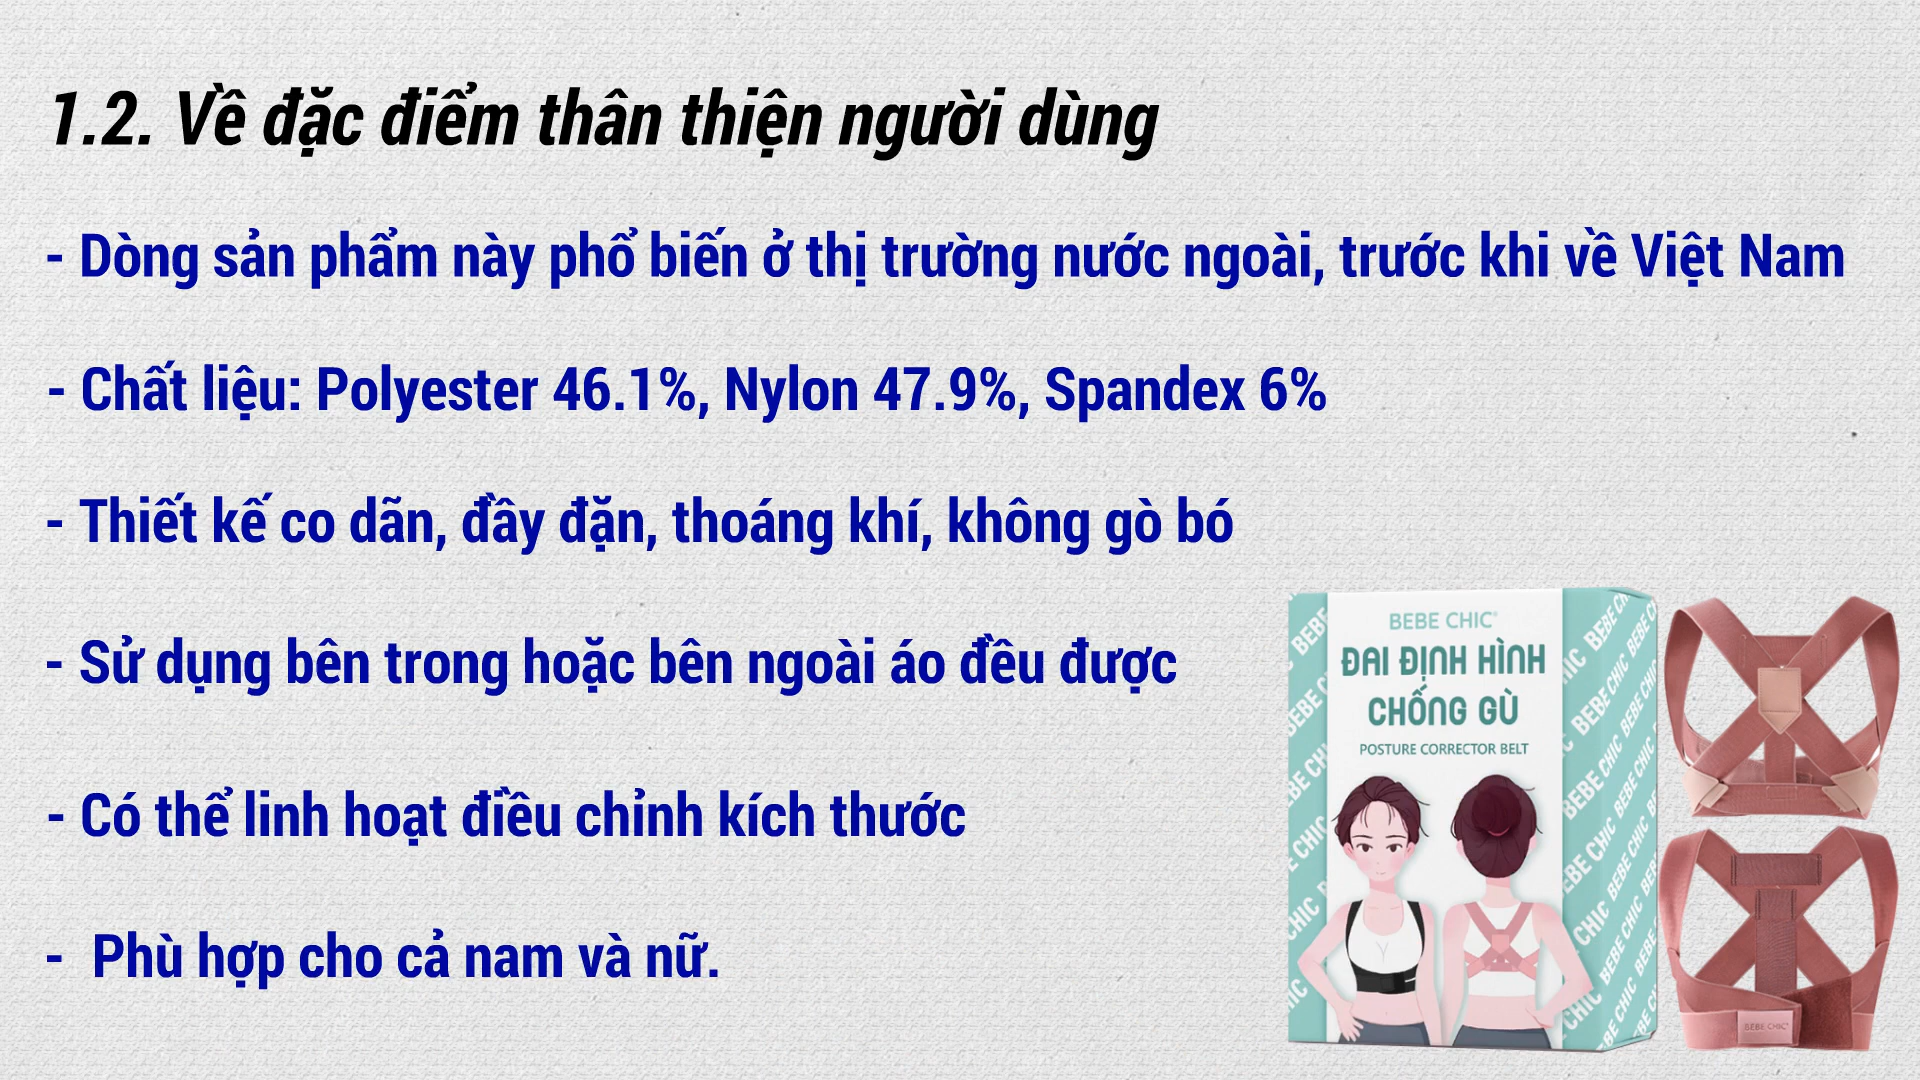 1.2. Về đặc điểm thân thiện người dùng
- Dòng sản phẩm này phổ biến ở thị trường nước ngoài, trước khi về Việt Nam
- Chất liệu: Polyester 46.1%, Nylon 47.9%, Spandex 6%
- Thiết kế co dãn, đầy đặn, thoáng khí, không gò bó
- Sử dụng bên trong hoặc bên ngoài áo đều được
- Có thể linh hoạt điều chỉnh kích thước
- Phù hợp cho cả nam và nữ.
BEBE CHIC®
ĐAI ĐỊNH HÌNH
CHỐNG GÙ
POSTURE CORRECTOR BELT
BEBE CHIC